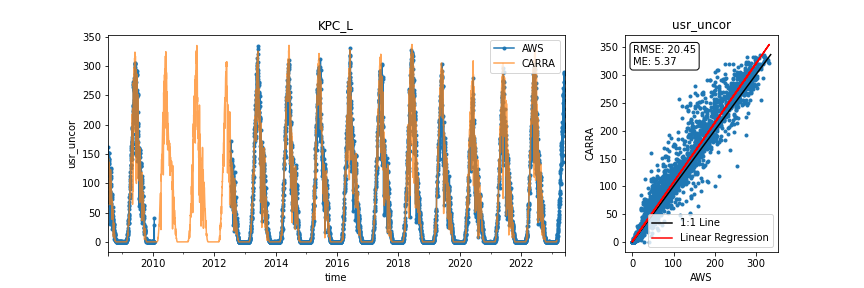 KPC_L
usr_uncor
350
300
250
200
150
100
50
0
usr_uncor
AWS
CARRA
2010
2012
2014
2016
2018
2020
2022
time
350
300
250
200
150
100
50
0
CARRA
RMSE: 20.45
ME: 5.37
1:1 Line
Linear Regression
0
100
200
300
AWS